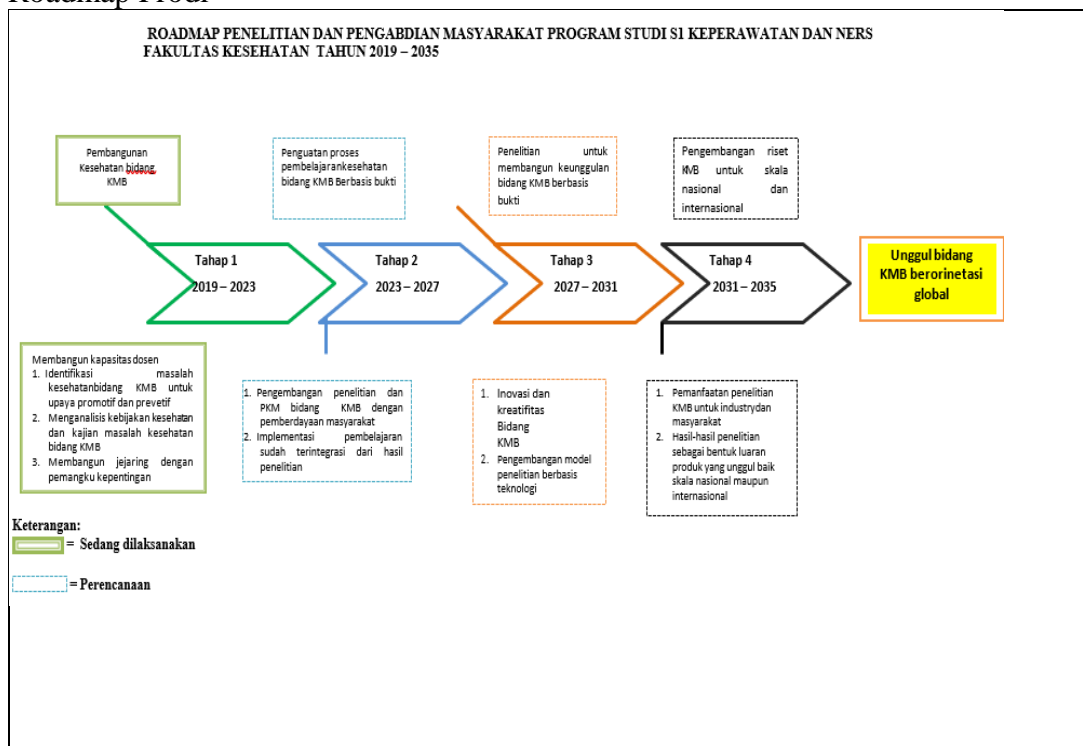 Roadmap Prodi
ROADMAP PENELITIAN DAN PENGABDIAN MASYARAKAT PROGRAM STUDI S1 KEPERAWATAN DAN NERS
FAKULTAS KESEHATAN TAHUN 2019 – 2035
Pembangunan
Kesehatan bidang
KMB
Penguatan proses
pembelajarankesehatan
bidang KMB Berbasis bukti
Penelitian untuk
membangun keunggulan
bidang KMB berbasis
bukti
Pengembangan riset
KMB untuk skala
nasional dan
internasional
Tahap 1
2019 – 2023
Tahap 2
2023 – 2027
Tahap 3
2027 – 2031
Tahap 4
2031 – 2035
Unggul bidang
KMB berorinetasi
global
Membangun kapasitas dosen
1. Identifikasi masalah
kesehatanbidang KMB untuk
upaya promotif dan prevetif
2. Menganalisis kebijakan kesehatan
dan kajian masalah kesehatan
bidang KMB
3. Membangun jejaring dengan
pemangku kepentingan
1. Pengembangan penelitian dan
PKM bidang KMB dengan
pemberdayaan masyarakat
2. Implementasi pembelajaran
sudah terintegrasi dari hasil
penelitian
1. Inovasi dan
kreatifitas
Bidang
KMB
2. Pengembangan model
penelitian berbasis
teknologi
1. Pemanfaatan penelitian
KMB untuk industrydan
masyarakat
2. Hasil-hasil penelitian
sebagai bentuk luaran
produk yang unggul baik
skala nasional maupun
internasional
Keterangan:
= Sedang dilaksanakan
= Perencanaan